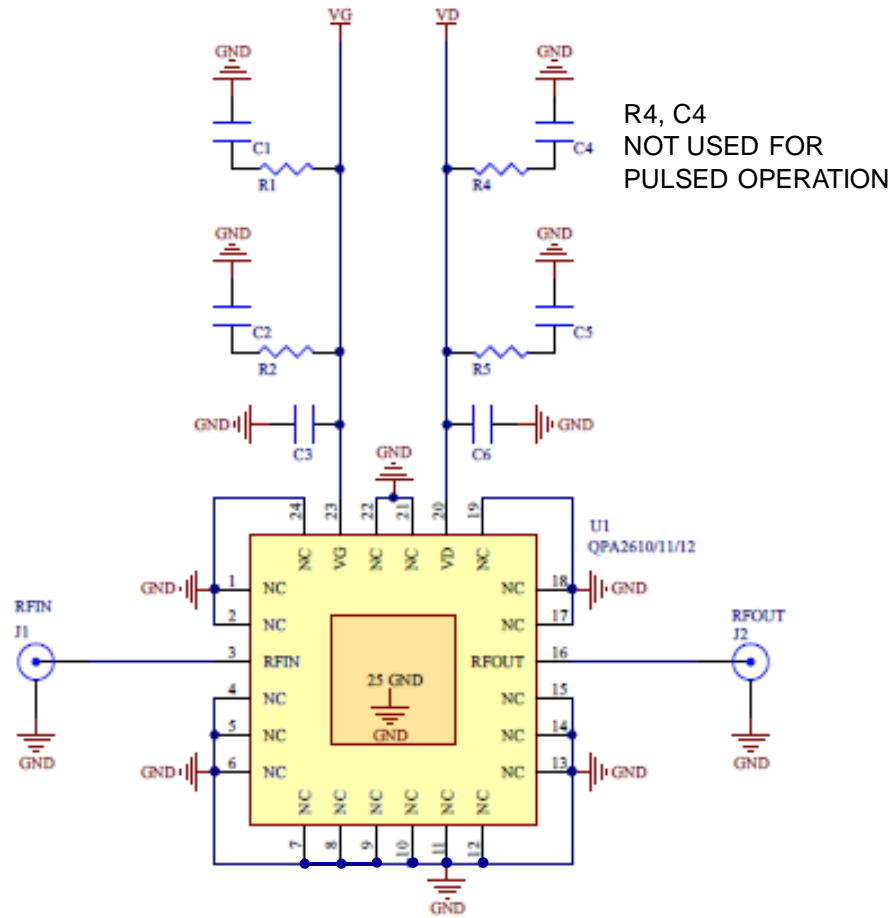 VG
VD
GND
GND
R4, C4
NOT USED FOR
PULSED OPERATION
C1
C4
R1
R4
GND
GND
C2
C5
R2
R5
GND
GND
C3
C6
GND
24
23
22
21
20
19
U1
QPA2610/11/12
NC
VG
NC
NC
VD
NC
GND
1
NC
NC
18
GND
2
NC
NC
17
RFIN
J1
RFOUT
J2
3
RFIN
RFOUT
16
4
NC
25 GND
NC
15
5
NC
GND
NC
14
GND
GND
GND
6
NC
NC
13
GND
NC
NC
NC
NC
NC
NC
7
8
9
10
11
12
GND